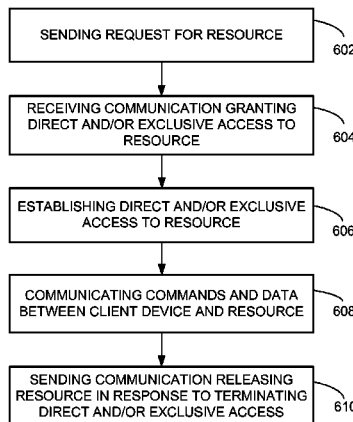 SENDING REQUEST FOR RESOURCE
602
RECEIVING COMMUNICATION GRANTING
DIRECT AND/OR EXCLUSIVE ACCESS TO
RESOURCE
604
ESTABLISHING DIRECT AND/OR EXCLUSIVE
ACCESS TO RESOURCE
606
COMMUNICATING COMMANDS AND DATA
BETWEEN CLIENT DEVICE AND RESOURCE
608
SENDING COMMUNICATION RELEASING
RESOURCE IN RESPONSE TO TERMINATING
DIRECT AND/OR EXCLUSIVE ACCESS
610